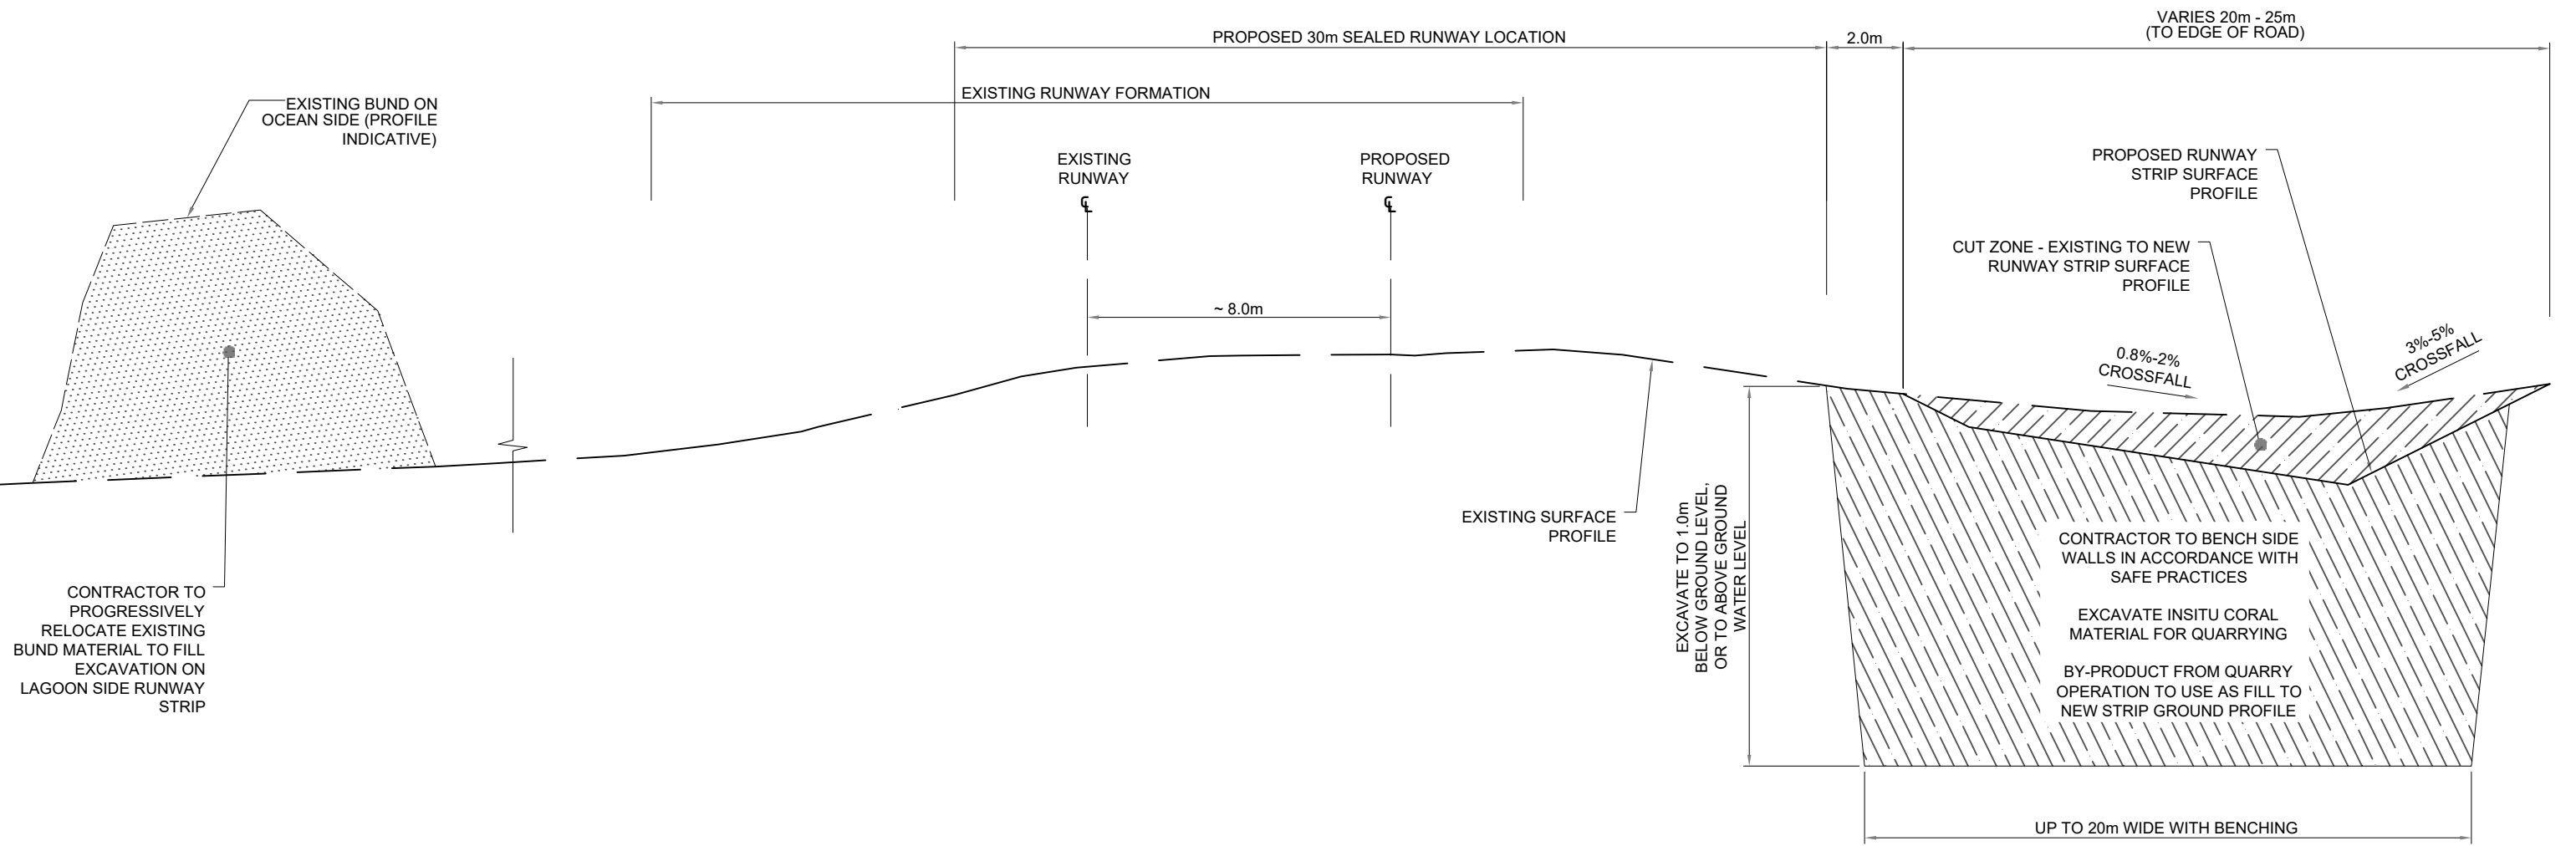 VARIES 20m - 25m
(TO EDGE OF ROAD)
PROPOSED 30m SEALED RUNWAY LOCATION
2.0m
EXISTING RUNWAY FORMATION
EXISTING BUND ON
OCEAN SIDE (PROFILE
INDICATIVE)
EXISTING
RUNWAY
℄
PROPOSED
RUNWAY
℄
PROPOSED RUNWAY
STRIP SURFACE
PROFILE
CUT ZONE - EXISTING TO NEW
RUNWAY STRIP SURFACE
PROFILE
~ 8.0m
0.8%-2%
CROSSFALL
3%-5%
CROSSFALL
EXISTING SURFACE
PROFILE
EXCAVATE TO 1.0m
BELOW GROUND LEVEL,
OR TO ABOVE GROUND
WATER LEVEL
CONTRACTOR TO
PROGRESSIVELY
RELOCATE EXISTING
BUND MATERIAL TO FILL
EXCAVATION ON
LAGOON SIDE RUNWAY
STRIP
CONTRACTOR TO BENCH SIDE
WALLS IN ACCORDANCE WITH
SAFE PRACTICES
EXCAVATE INSITU CORAL
MATERIAL FOR QUARRYING
BY-PRODUCT FROM QUARRY
OPERATION TO USE AS FILL TO
NEW STRIP GROUND PROFILE
UP TO 20m WIDE WITH BENCHING